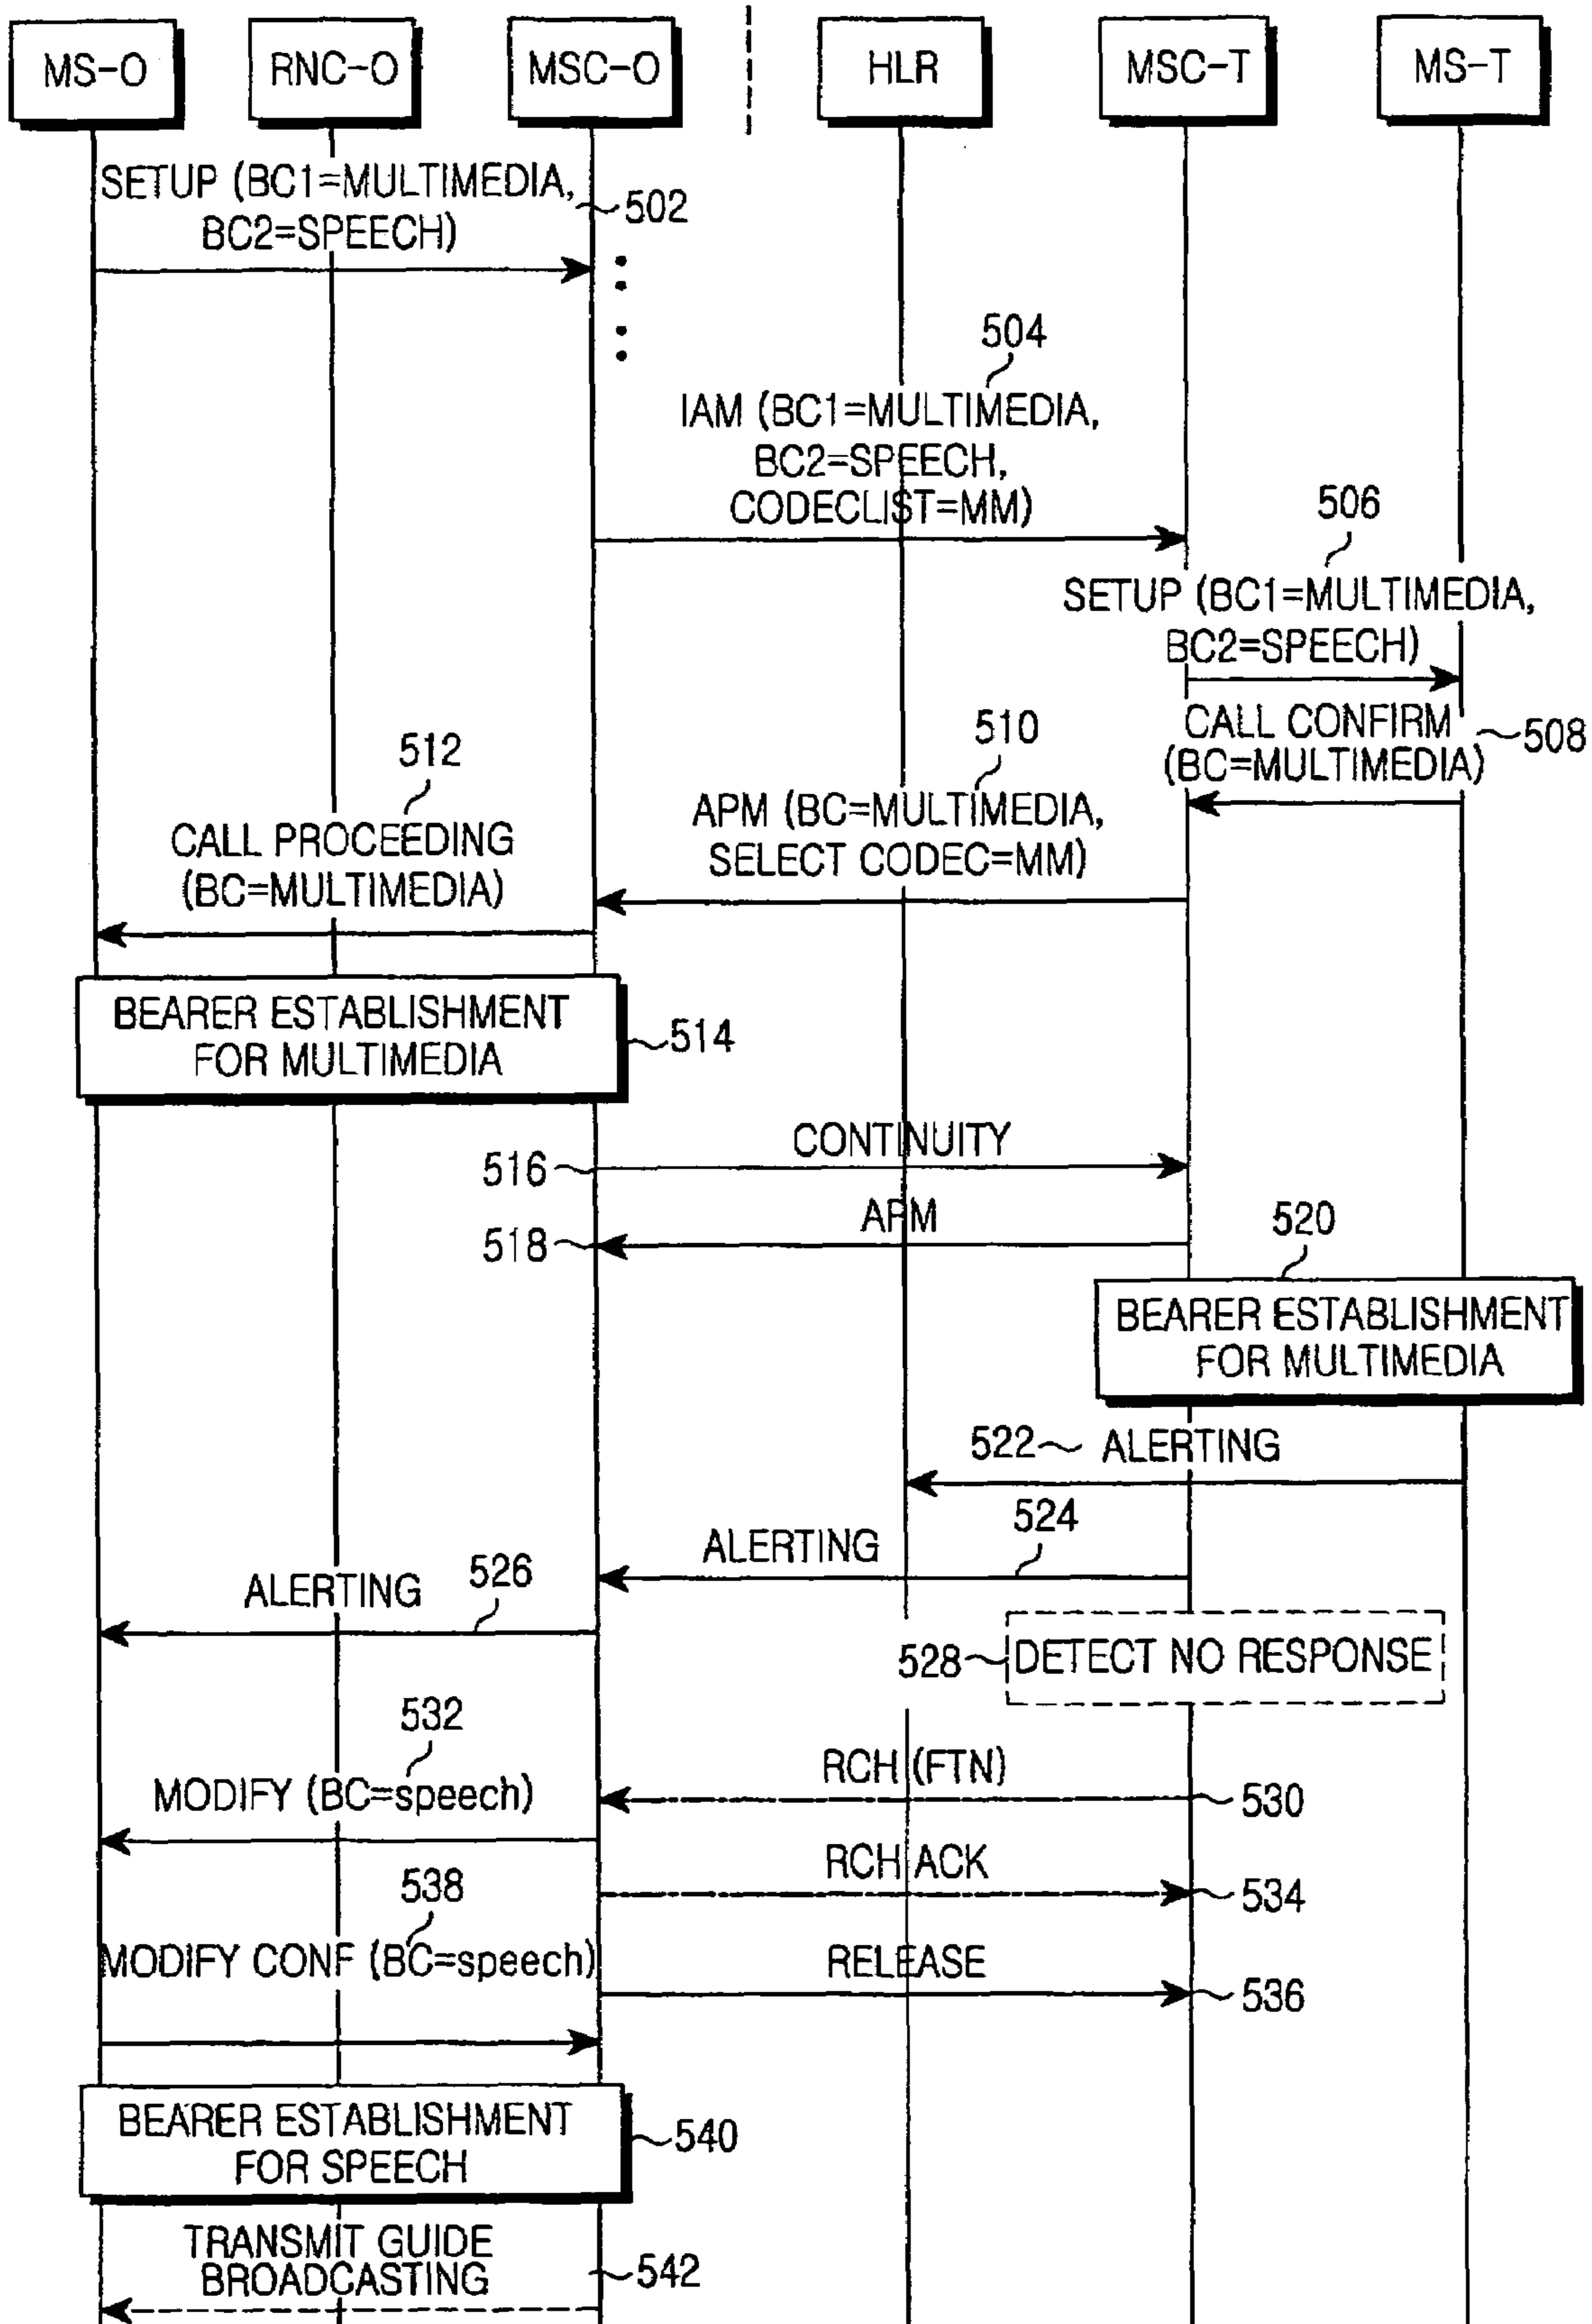 MS-O RNC-O MSC-O HLR MSC-T MS-T
SETUP (BC1=MULTIMEDIA,
BC2=SPEECH)
502
504
IAM (BC1=MULTIMEDIA,
BC2=SPEECH,
CODECLIST=MM)
506
SETUP (BC1=MULTIMEDIA,
BC2=SPEECH)
CALL CONFIRM
(BC=MULTIMEDIA)
508
510
APM (BC=MULTIMEDIA,
SELECT CODEC=MM)
512
CALL PROCEEDING
(BC=MULTIMEDIA)
BEARER ESTABLISHMENT
FOR MULTIMEDIA
514
CONTINUITY
516
APM
518
520
BEARER ESTABLISHMENT
FOR MULTIMEDIA
522 ALERTING
524
ALERTING
526
ALERTING
528 DETECT NO RESPONSE
RCH (FTN)
530
532
MODIFY (BC=speech)
RCH ACK
534
538
MODIFY CONF (BC=speech)
RELEASE
536
BEARER ESTABLISHMENT
FOR SPEECH
540
TRANSMIT GUIDE
BROADCASTING
542